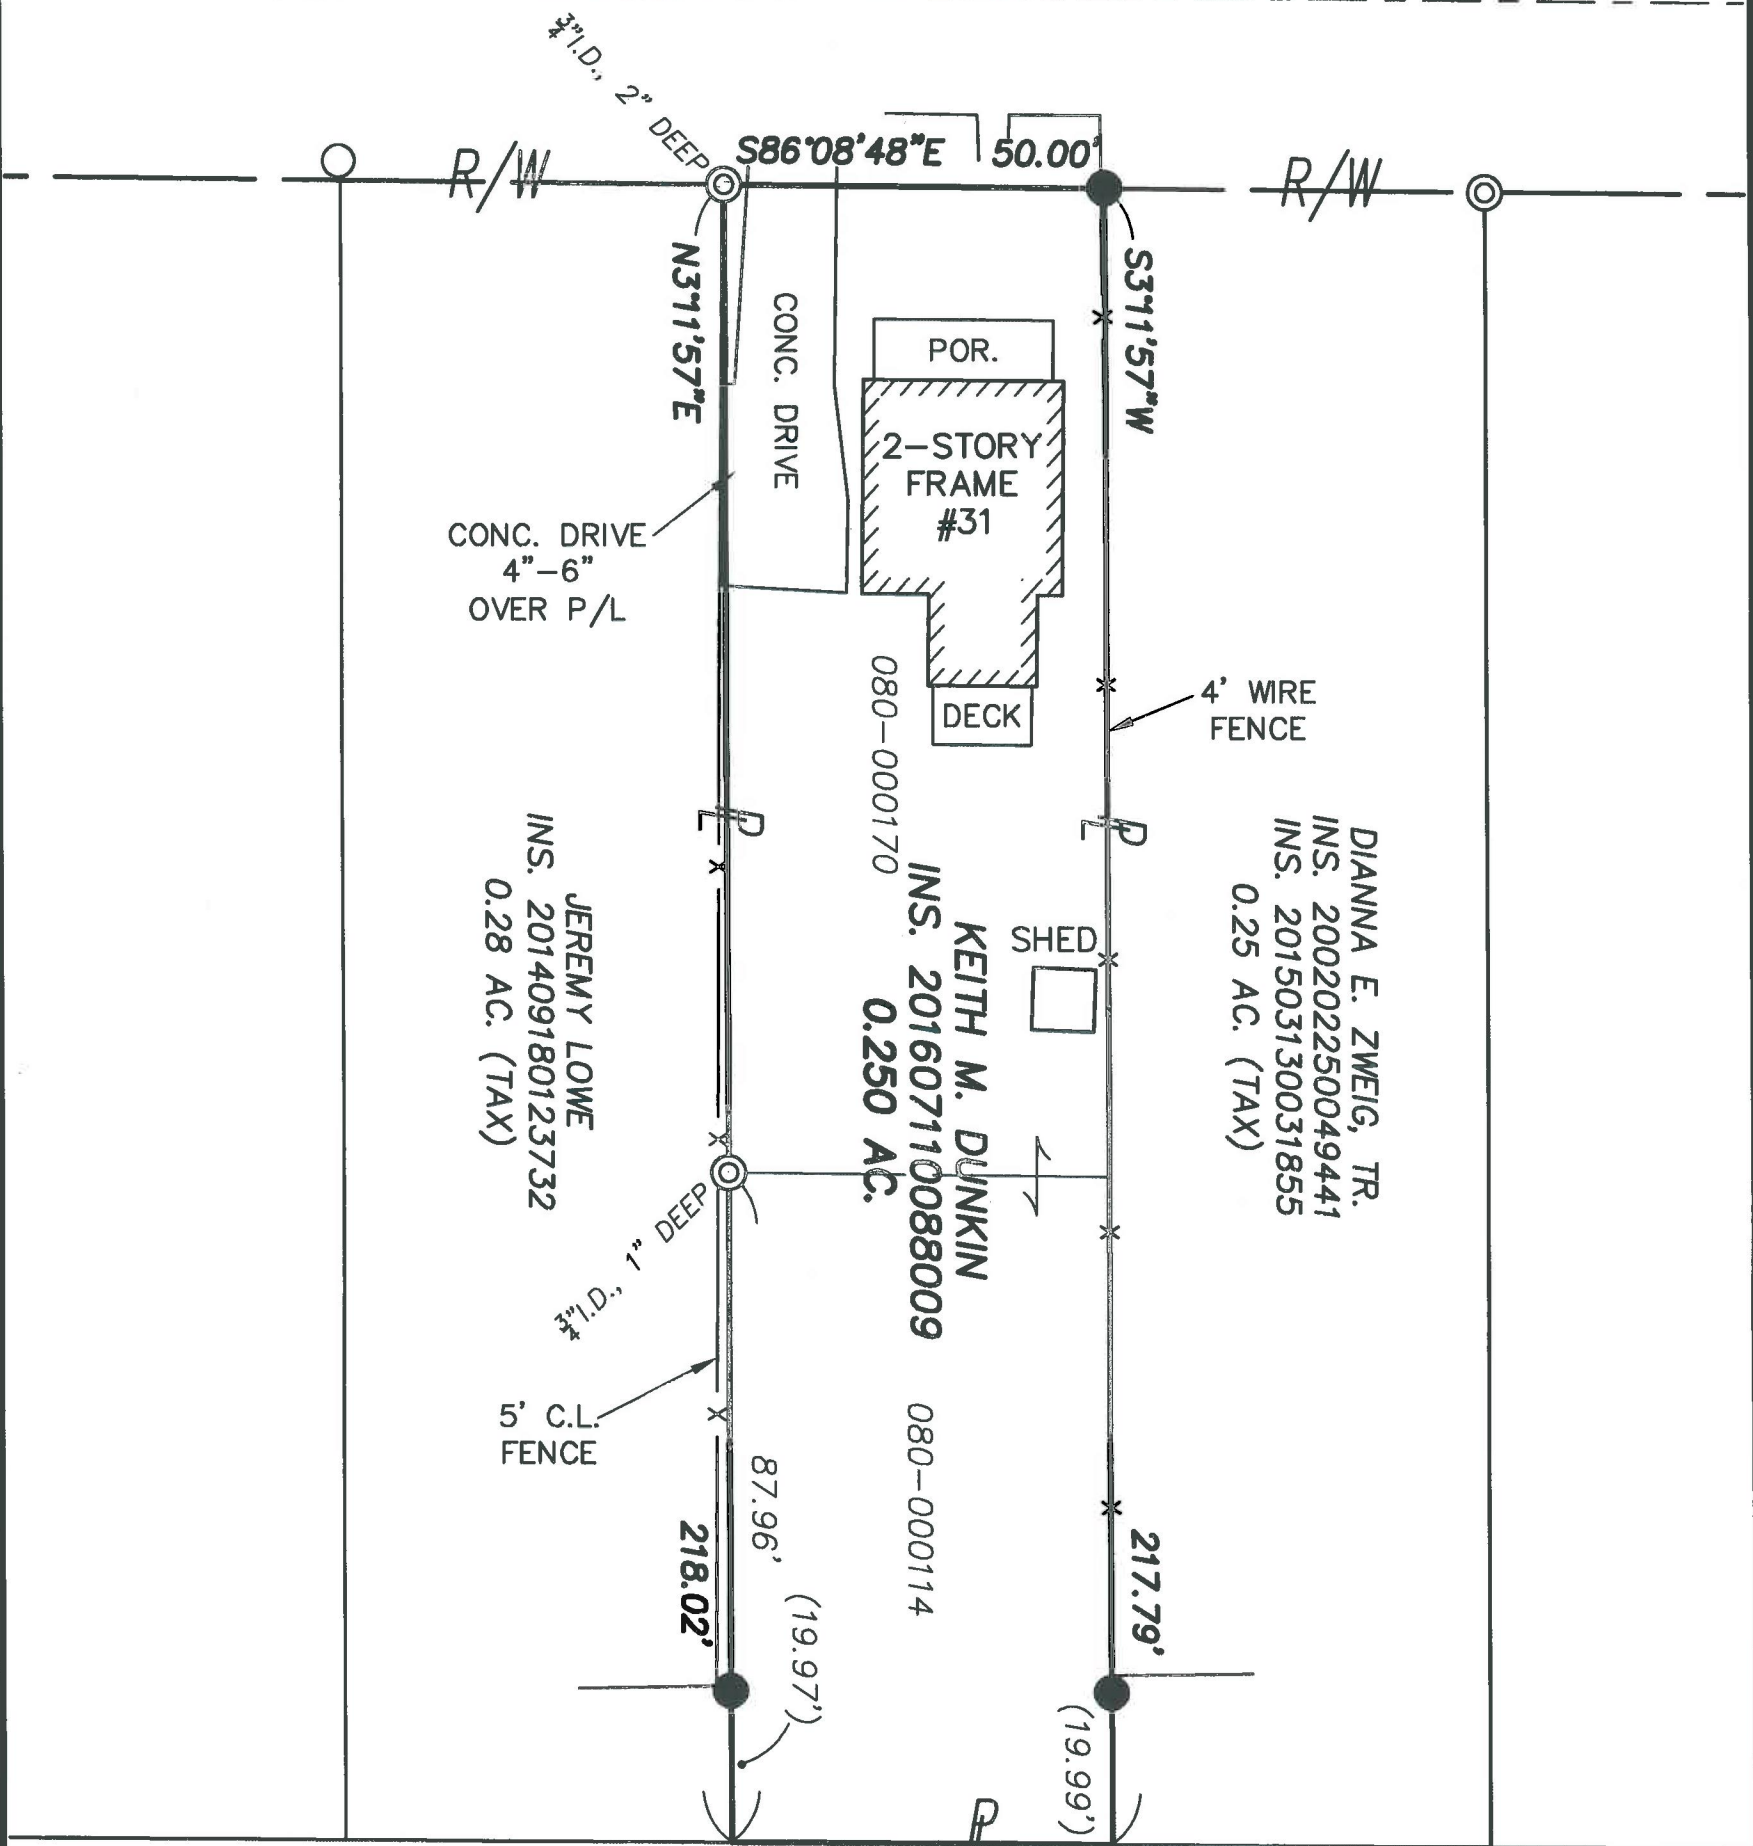 ¾"I.D., 2" DEEP
S86°08'48"E 50.00'
R/W
R/W
N3°11'57"E
S3°11'57"W
CONC. DRIVE
POR.
2-STORY
FRAME
#31
CONC. DRIVE
4"-6"
OVER P/L
DECK
4' WIRE
FENCE
080-000170
PL
PL
DIANNA E. ZWEIG, TR.
INS. 200202250049441
INS. 201503130031855
0.25 AC. (TAX)
JEREMY LOWE
INS. 201409180123732
0.28 AC. (TAX)
SHED
KEITH M. DUNKIN
INS. 201607110088009
0.250 AC.
¾"I.D., 1" DEEP
5' C.L.
FENCE
080-000114
87.96'
218.02'
217.79'
(19.97')
(19.99')
PL